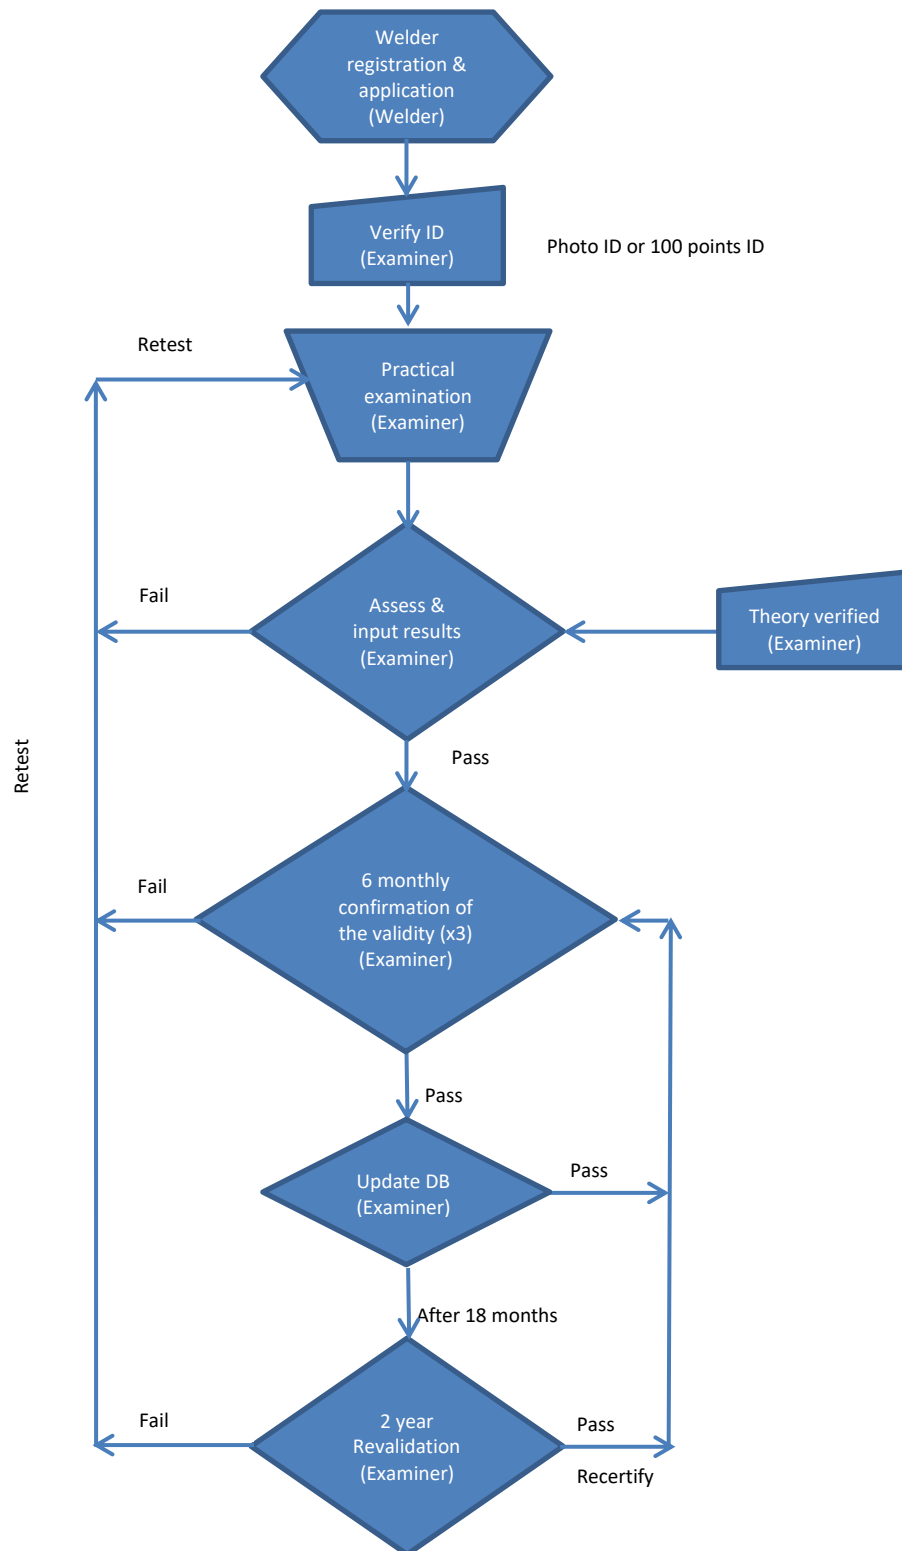 Welder
registration &
application
(Welder)
Verify ID
(Examiner)
Photo ID or 100 points ID
Retest
Practical
examination
(Examiner)
Fail
Assess &
input results
(Examiner)
Theory verified
(Examiner)
Retest
Pass
Fail
6 monthly
confirmation of
the validity (x3)
(Examiner)
Pass
Update DB
(Examiner)
Pass
After 18 months
Fail
2 year
Revalidation
(Examiner)
Pass
Recertify